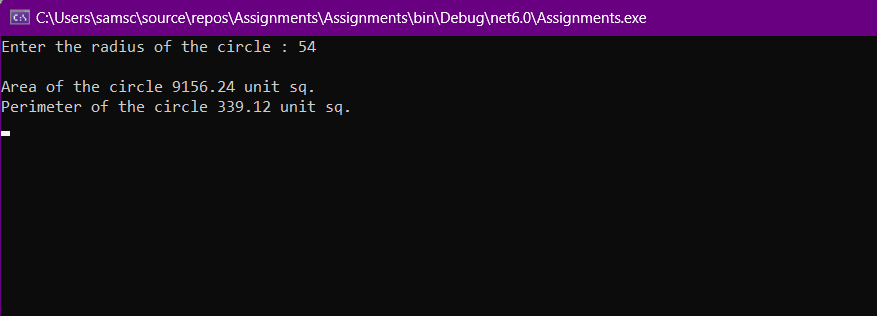 C:\Users\samsc\source\repos\Assignments\Assignments\bin\Debug\net6.0\Assignments.exe
Enter the radius of the circle : 54
Area of the circle 9156.24 unit sq.
Perimeter of the circle 339.12 unit sq.